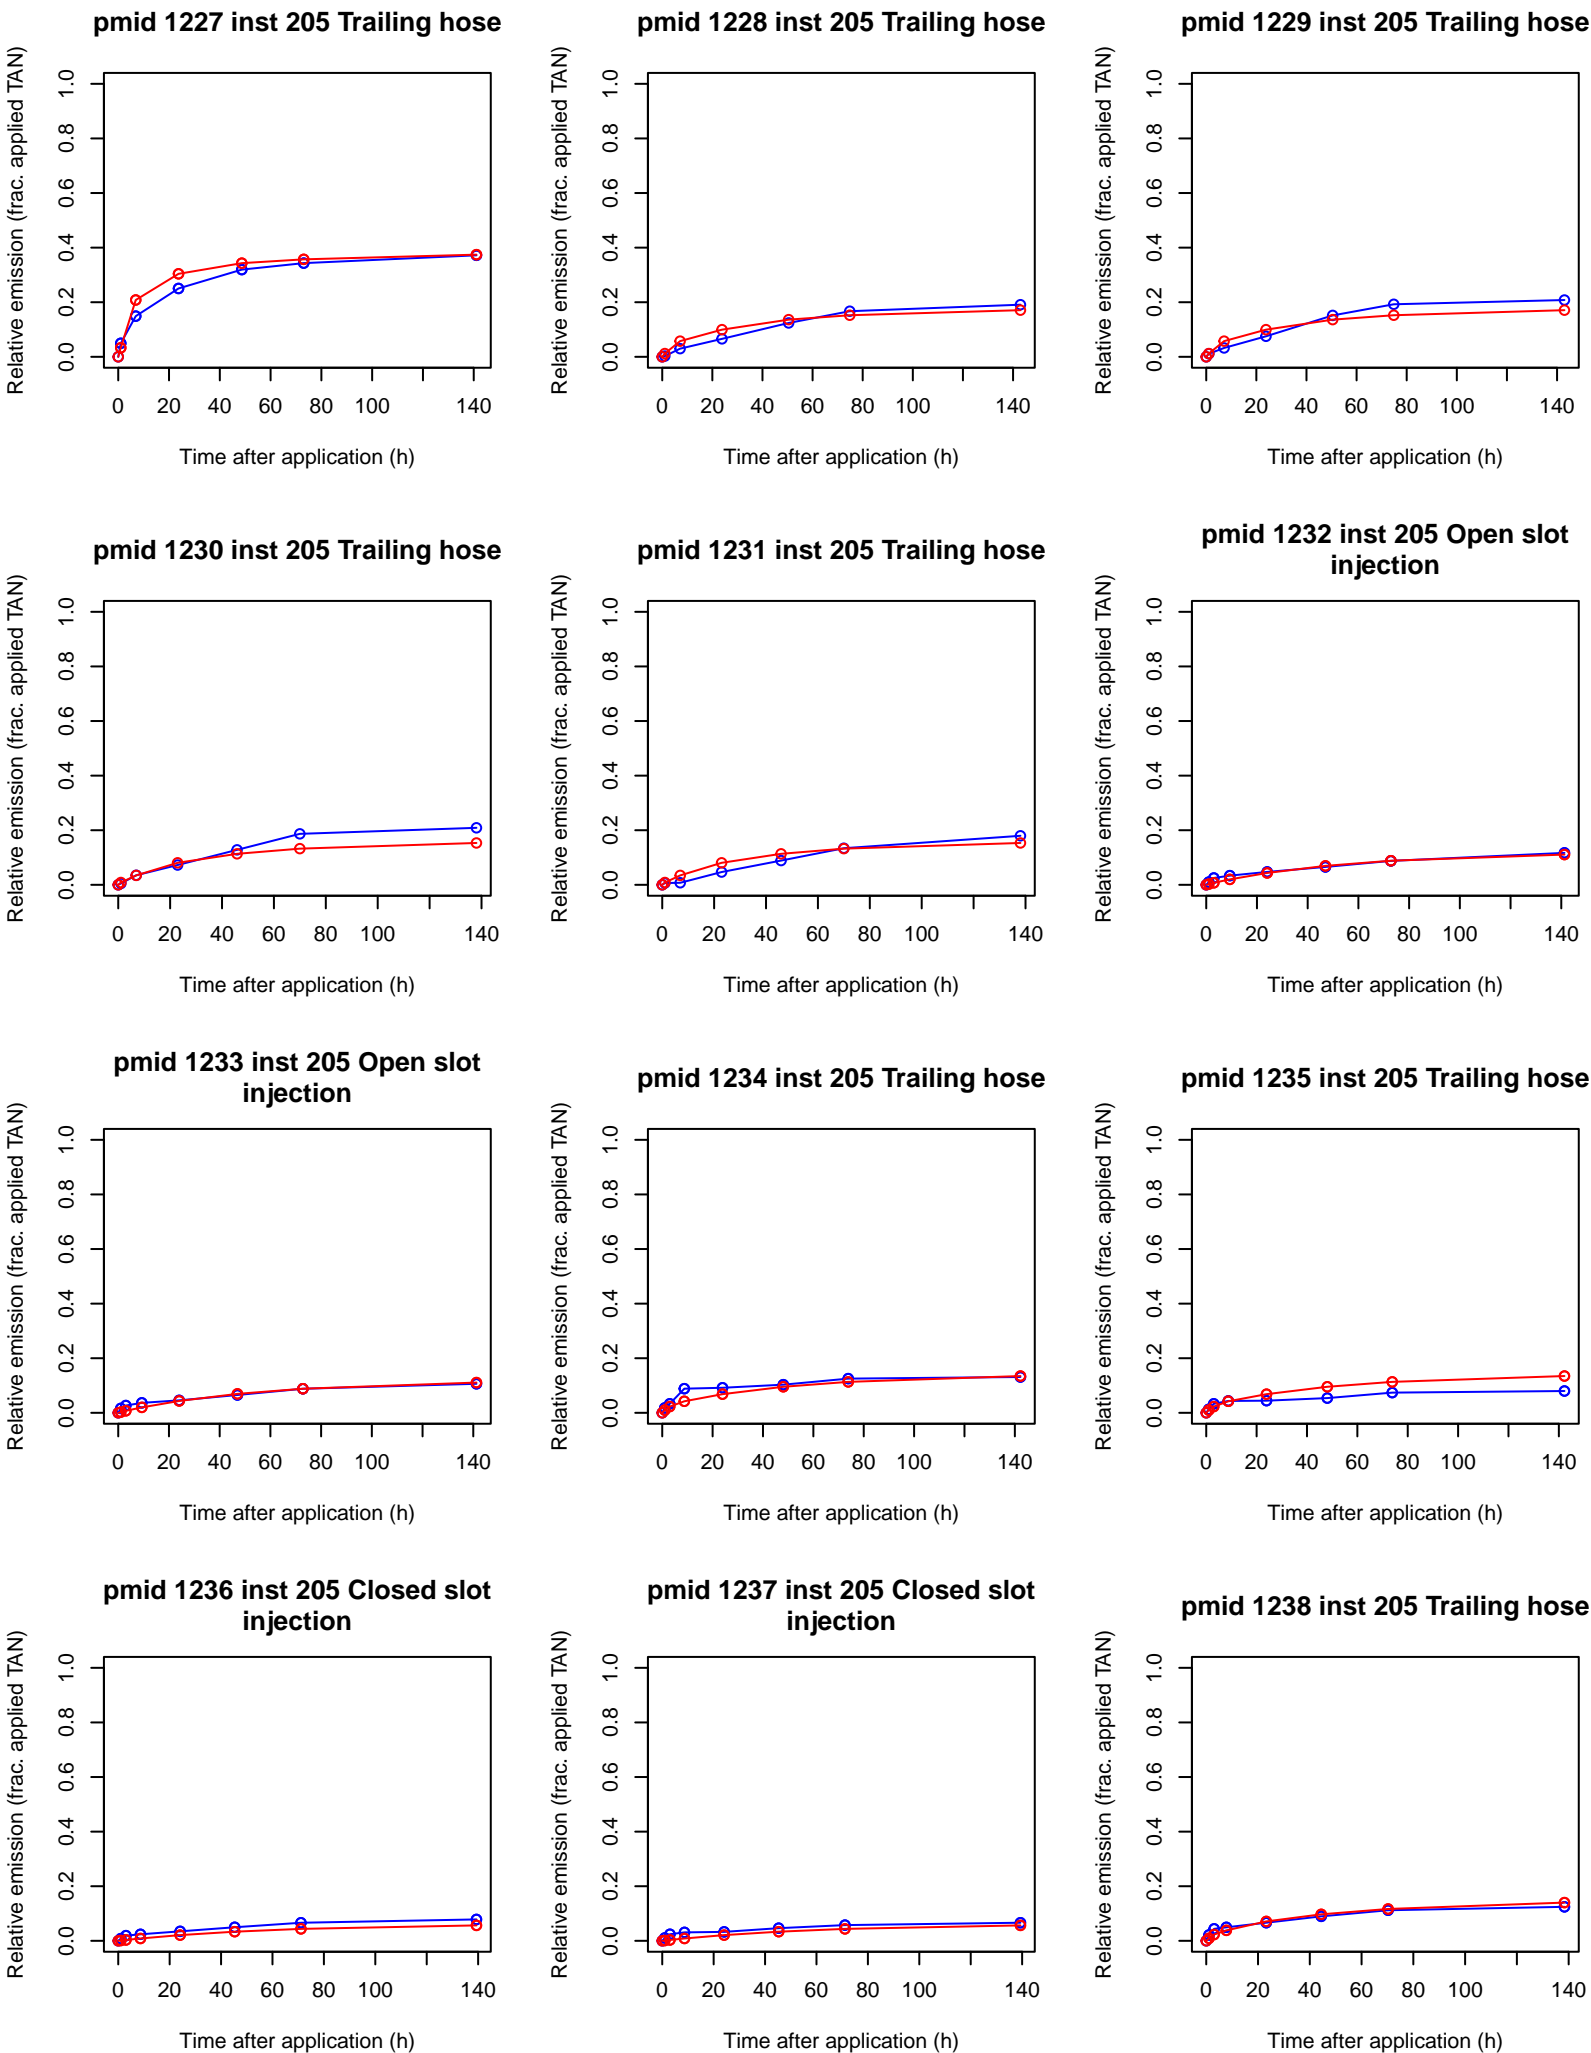 pmid 1227 inst 205 Trailing hose
Relative emission (frac. applied TAN)
1.0
0.8
0.6
0.4
0.2
0.0
0 20 40 60 80 100 140
Time after application (h)
pmid 1228 inst 205 Trailing hose
Relative emission (frac. applied TAN)
1.0
0.8
0.6
0.4
0.2
0.0
0 20 40 60 80 100 140
Time after application (h)
pmid 1229 inst 205 Trailing hose
Relative emission (frac. applied TAN)
1.0
0.8
0.6
0.4
0.2
0.0
0 20 40 60 80 100 140
Time after application (h)
pmid 1230 inst 205 Trailing hose
Relative emission (frac. applied TAN)
1.0
0.8
0.6
0.4
0.2
0.0
0 20 40 60 80 100 140
Time after application (h)
pmid 1231 inst 205 Trailing hose
Relative emission (frac. applied TAN)
1.0
0.8
0.6
0.4
0.2
0.0
0 20 40 60 80 100 140
Time after application (h)
pmid 1232 inst 205 Open slot
injection
Relative emission (frac. applied TAN)
1.0
0.8
0.6
0.4
0.2
0.0
0 20 40 60 80 100 140
Time after application (h)
pmid 1233 inst 205 Open slot
injection
Relative emission (frac. applied TAN)
1.0
0.8
0.6
0.4
0.2
0.0
0 20 40 60 80 100 140
Time after application (h)
pmid 1234 inst 205 Trailing hose
Relative emission (frac. applied TAN)
1.0
0.8
0.6
0.4
0.2
0.0
0 20 40 60 80 100 140
Time after application (h)
pmid 1235 inst 205 Trailing hose
Relative emission (frac. applied TAN)
1.0
0.8
0.6
0.4
0.2
0.0
0 20 40 60 80 100 140
Time after application (h)
pmid 1236 inst 205 Closed slot
injection
Relative emission (frac. applied TAN)
1.0
0.8
0.6
0.4
0.2
0.0
0 20 40 60 80 100 140
Time after application (h)
pmid 1237 inst 205 Closed slot
injection
Relative emission (frac. applied TAN)
1.0
0.8
0.6
0.4
0.2
0.0
0 20 40 60 80 100 140
Time after application (h)
pmid 1238 inst 205 Trailing hose
Relative emission (frac. applied TAN)
1.0
0.8
0.6
0.4
0.2
0.0
0 20 40 60 80 100 140
Time after application (h)